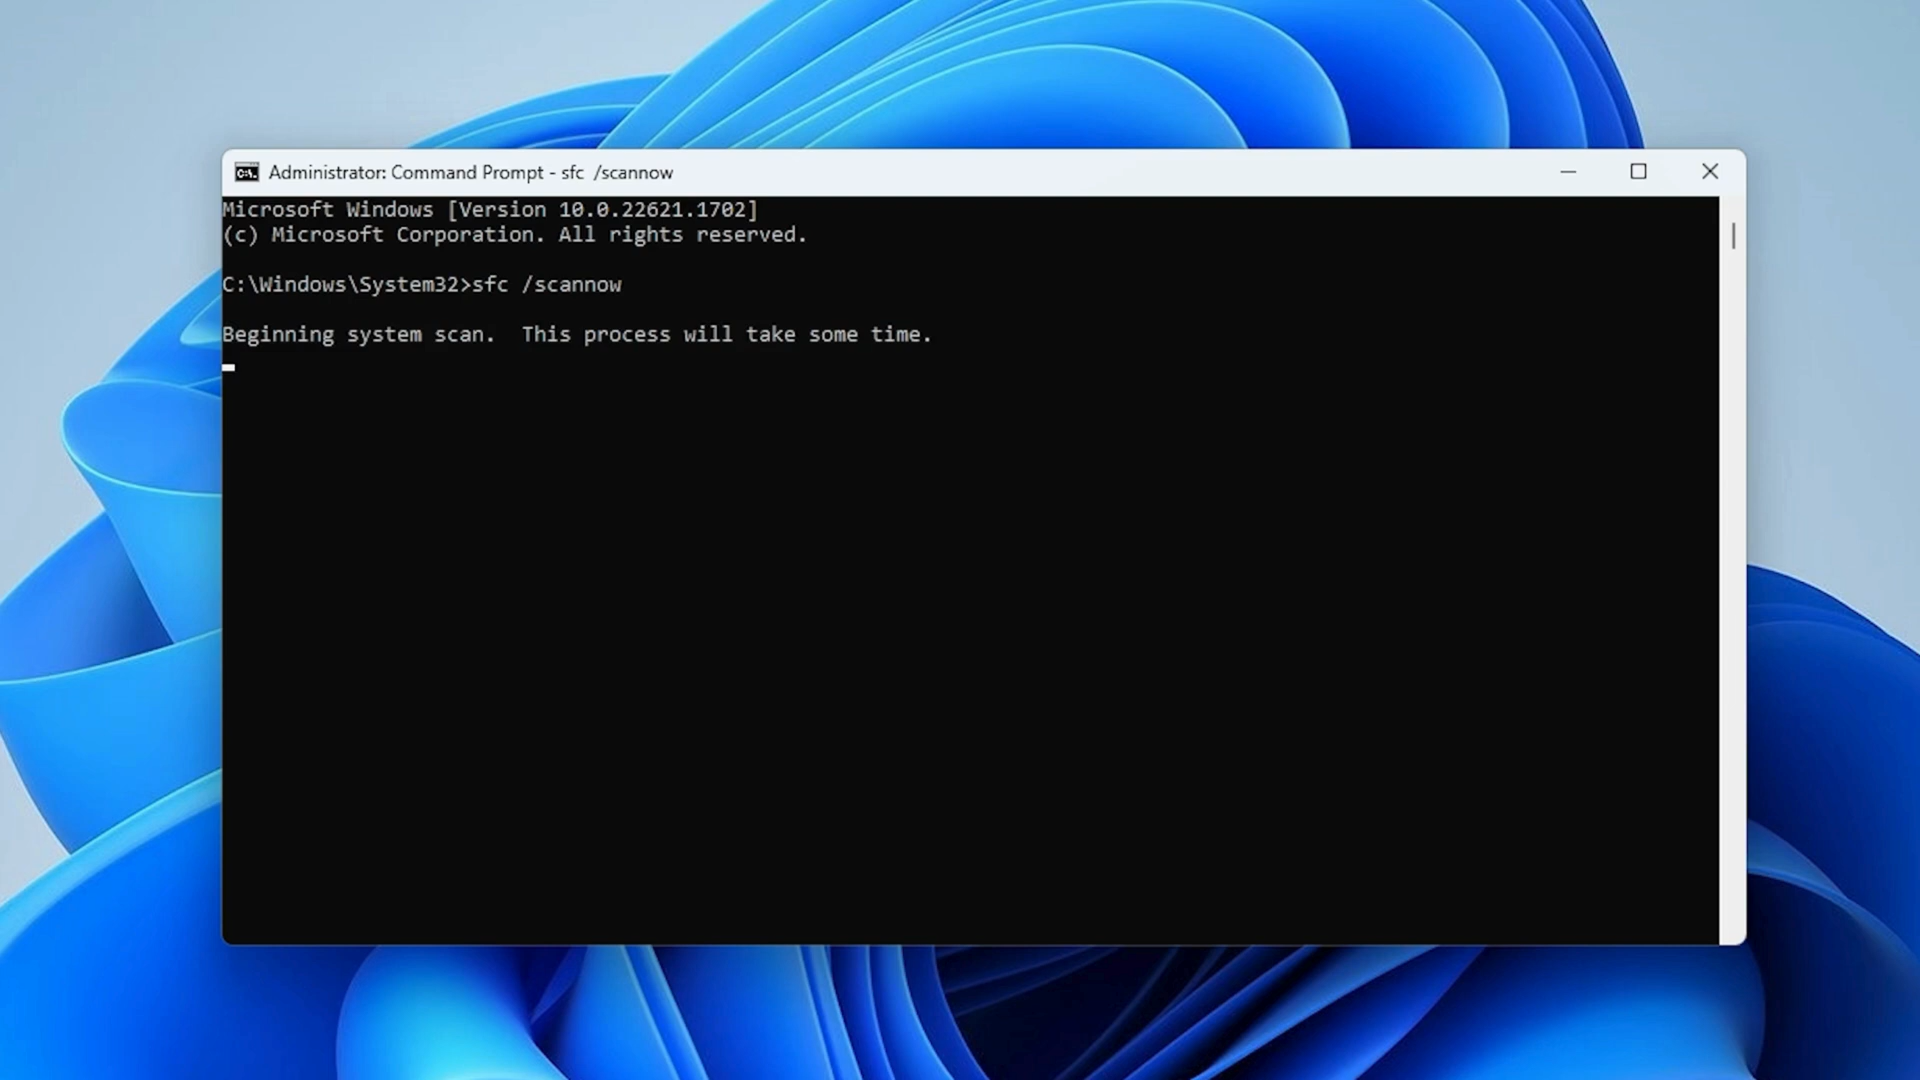 Administrator: Command Prompt - sfc  /scannow
Microsoft Windows [Version 10.0.22621.1702]
(c) Microsoft Corporation. All rights reserved.
C:\Windows\System32>sfc /scannow
Beginning system scan.  This process will take some time.